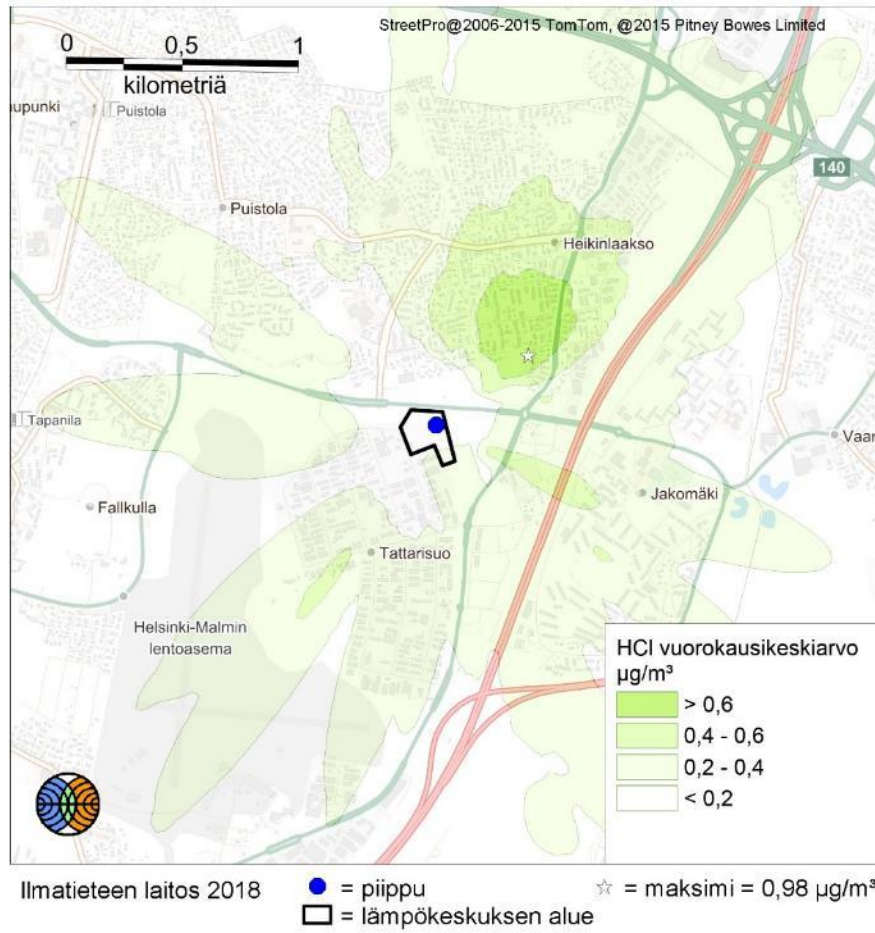 StreetPro@2006-2015 TomTom, @2015 Pitney Bowes Limited
0 0,5 1
kilometriä
aupunki
Puistola
140
Puistola
Heikinlaakso
Tapanila
Vaar
Jakomäki
Fallkulla
Tattarisuo
Helsinki-Malmin
lentoasema
HCl vuorokausikeskiarvo
µg/m³
> 0,6
0,4 - 0,6
0,2 - 0,4
< 0,2
Ilmatieteen laitos 2018 = piippu = maksimi = 0,98 µg/m³
= lämpökeskuksen alue